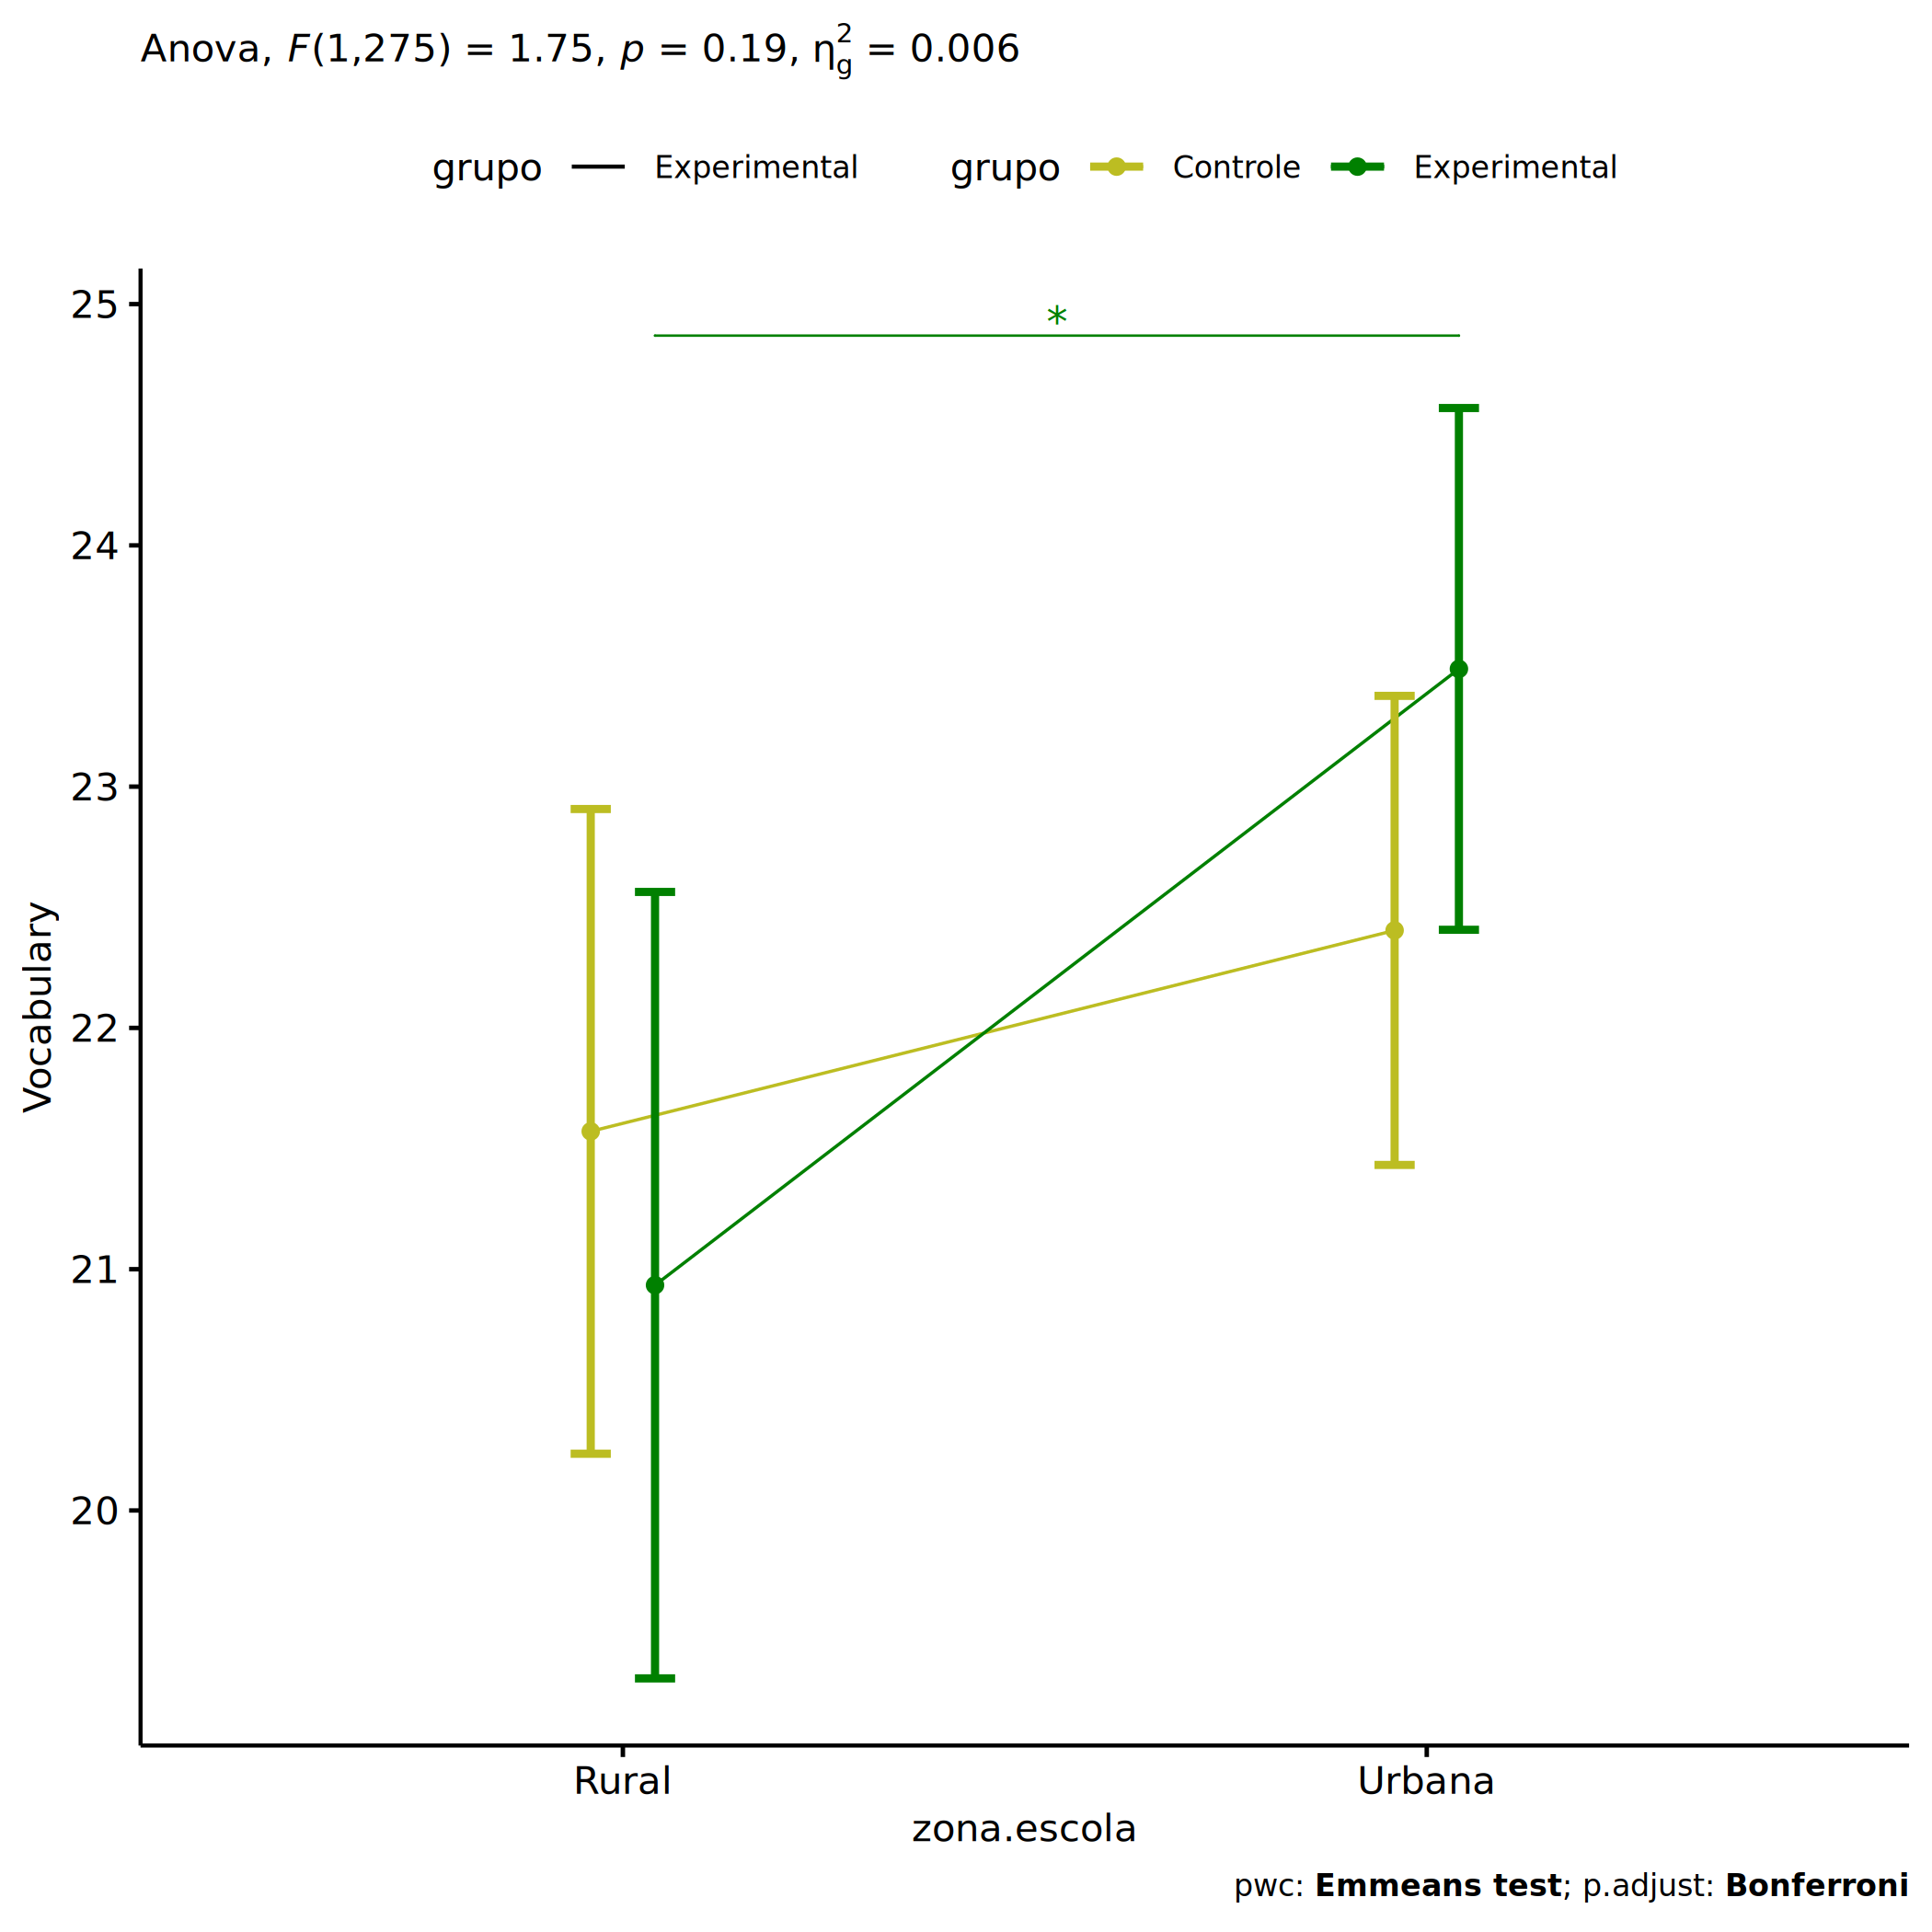 Anova, F(1,275) = 1.75, p = 0.19, η²g = 0.006
grupo Experimental grupo Controle Experimental
25
*
24
23
22
21
20
Vocabulary
Rural Urbana
zona.escola
pwc: Emmeans test; p.adjust: Bonferroni